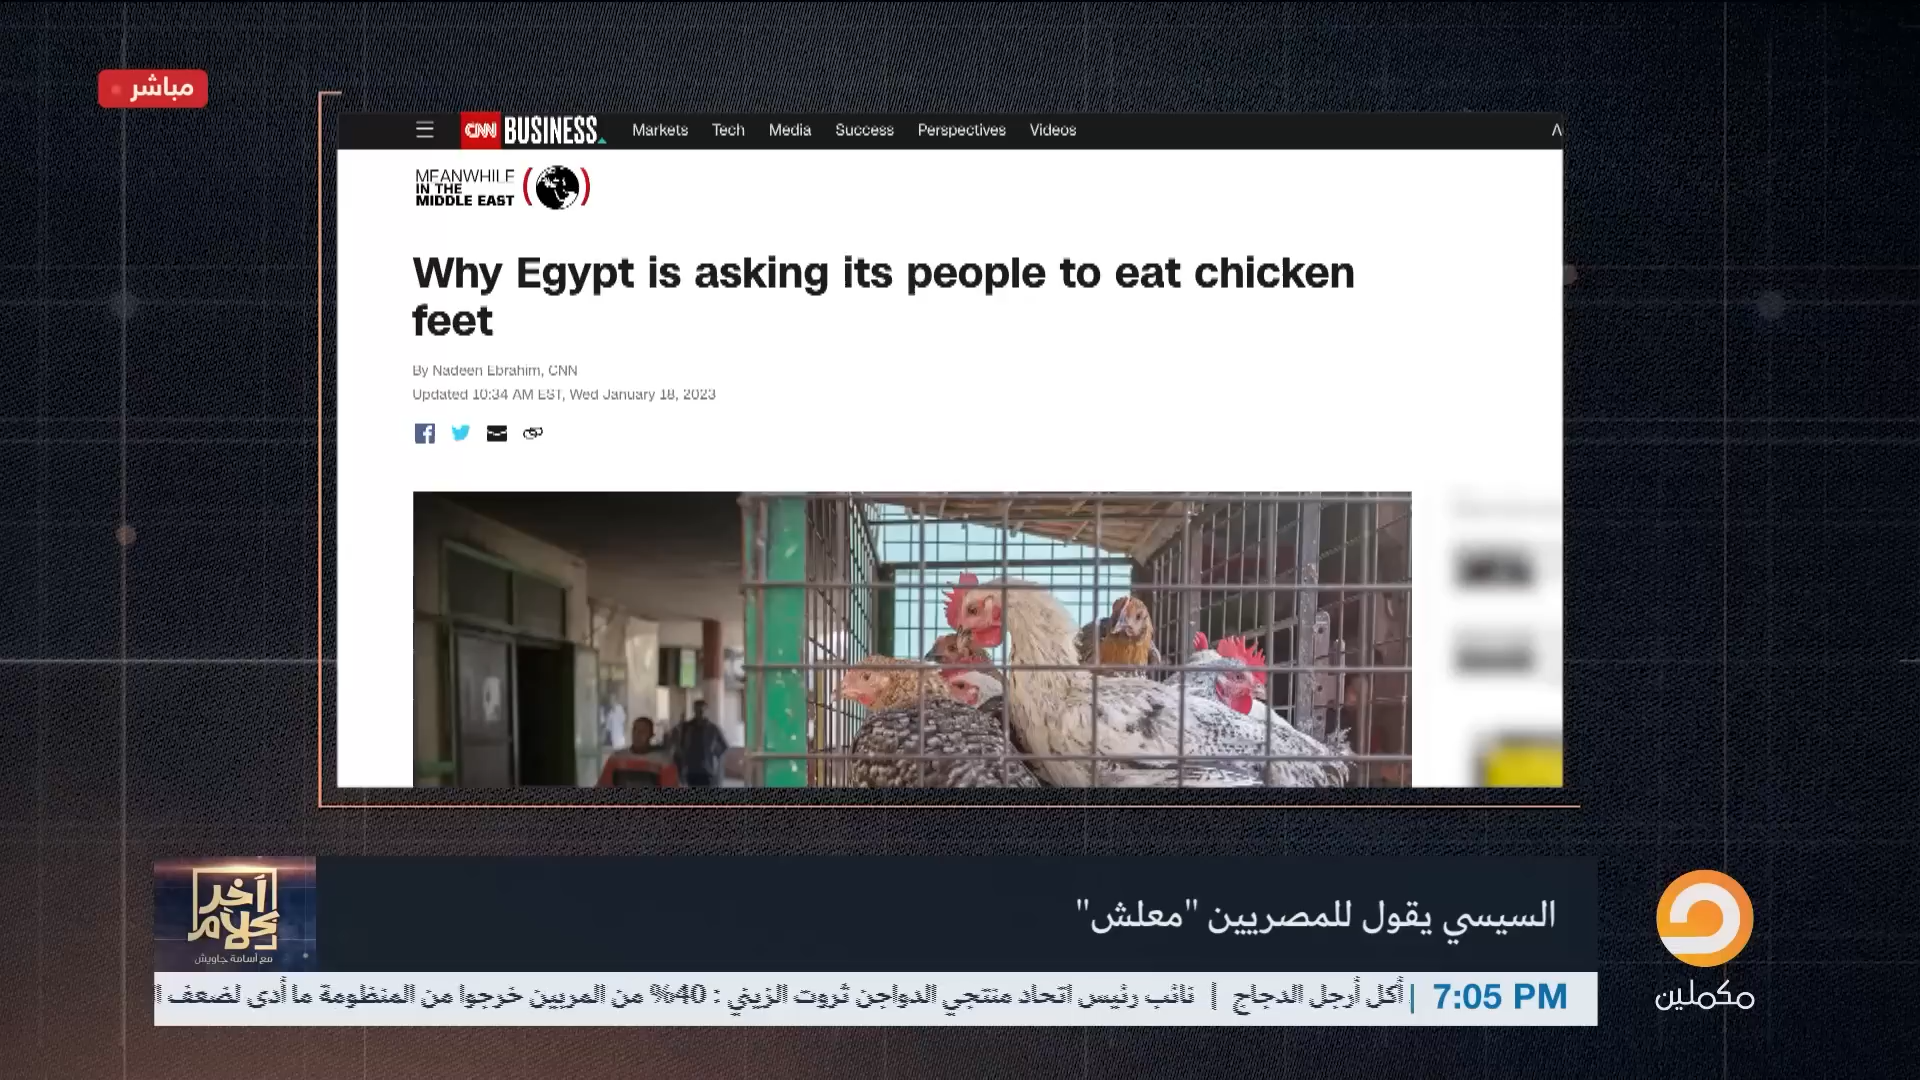 مباشر
CNN BUSINESS Markets Tech Media Success Perspectives Videos
MEANWHILE
IN THE
MIDDLE EAST
Why Egypt is asking its people to eat chicken
feet
By Nadeen Ebrahim, CNN
Updated 10:34 AM EST, Wed January 18, 2023
آخر
كلام
مع أسامة جاويش
السيسي يقول للمصريين "معلش"
7:05 PM | أكل أرجل الدجاج | نائب رئيس اتحاد منتجي الدواجن ثروت الزيني : 40% من المربين خرجوا من المنظومة ما أدى لضعف
مكملين